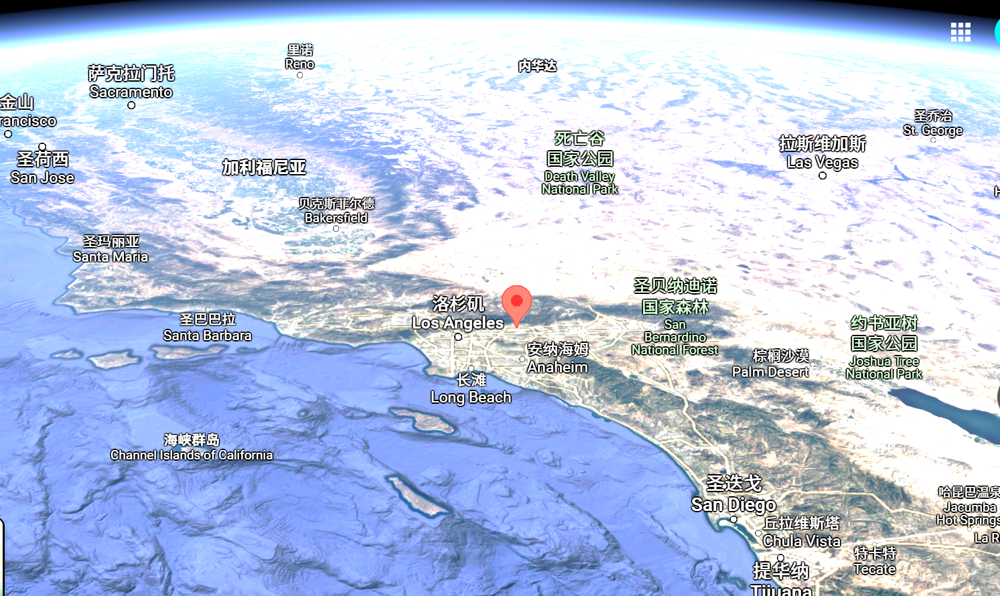 里诺
Reno
内华达
萨克拉门托
Sacramento
金山
rancisco
圣荷西
San Jose
加利福尼亚
死亡谷
国家公园
Death Valley
National Park
圣乔治
St. George
拉斯维加斯
Las Vegas
H
贝克斯菲尔德
Bakersfield
圣玛丽亚
Santa Maria
圣巴巴拉
Santa Barbara
洛杉矶
Los Angeles
圣贝纳迪诺
国家森林
San
Bernardino
National Forest
约书亚树
国家公园
Joshua Tree
National Park
棕榈沙漠
Palm Desert
安纳海姆
Anaheim
长滩
Long Beach
海峡群岛
Channel Islands of California
圣迭戈
San Diego
丘拉维斯塔
Chula Vista
哈昆巴温泉
Jacumba
Hot Springs
La R
特卡特
Tecate
提华纳
Tijuana